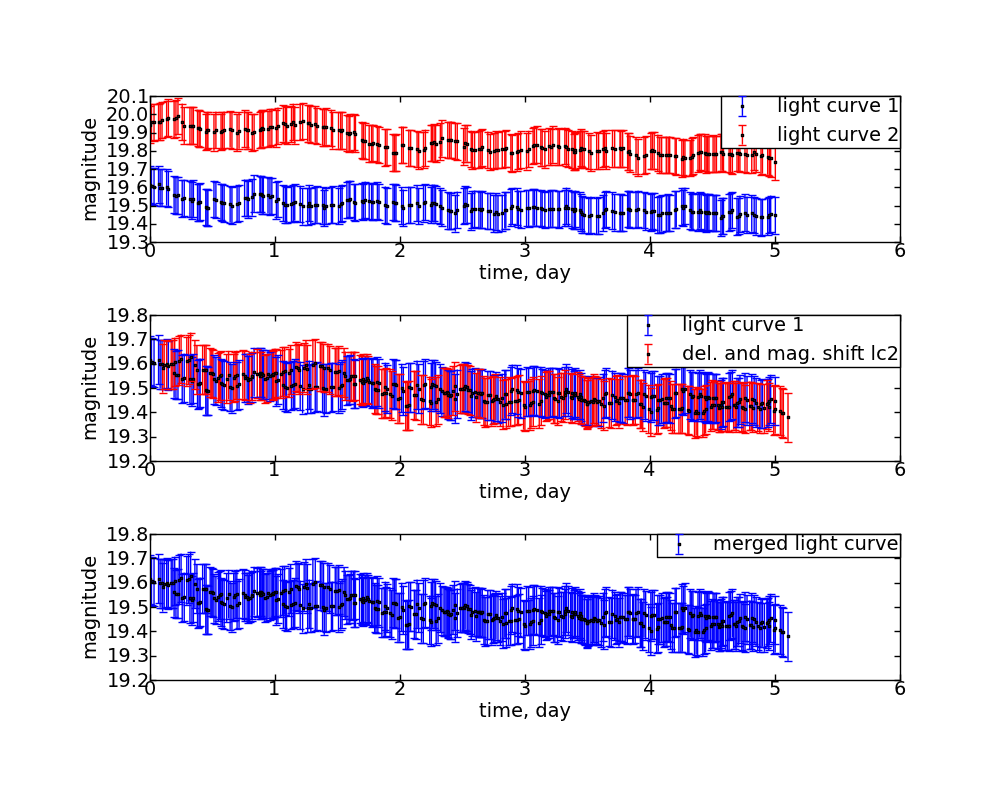 20.1
20.0
19.9
19.8
19.7
19.6
19.5
19.4
19.3
magnitude
light curve 1
light curve 2
0 1 2 3 4 5 6
time, day
19.8
19.7
19.6
19.5
19.4
19.3
19.2
magnitude
light curve 1
del. and mag. shift lc2
0 1 2 3 4 5 6
time, day
19.8
19.7
19.6
19.5
19.4
19.3
19.2
magnitude
merged light curve
0 1 2 3 4 5 6
time, day